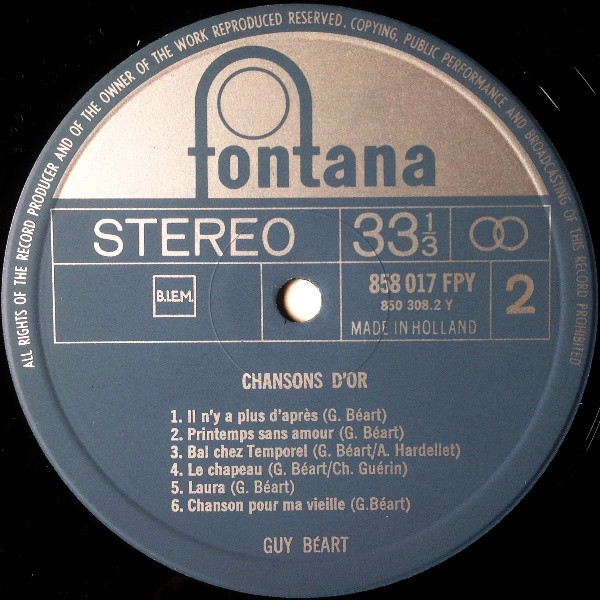 ALL RIGHTS OF THE RECORD PRODUCER AND OF THE OWNER OF THE WORK REPRODUCED RESERVED. COPYING, PUBLIC PERFORMANCE AND BROADCASTING OF THIS RECORD PROHIBITED
fontana
STEREO 33 1/3
B.I.E.M. 858 017 FPY 2
850 308.2 Y
MADE IN HOLLAND
CHANSONS D'OR
1. Il n'y a plus d'après (G. Béart)
2. Printemps sans amour (G. Béart)
3. Bal chez Temporel (G. Béart/A. Hardellet)
4. Le chapeau (G. Béart/Ch. Guérin)
5. Laura (G. Béart)
6. Chanson pour ma vieille (G.Béart)
GUY BÉART